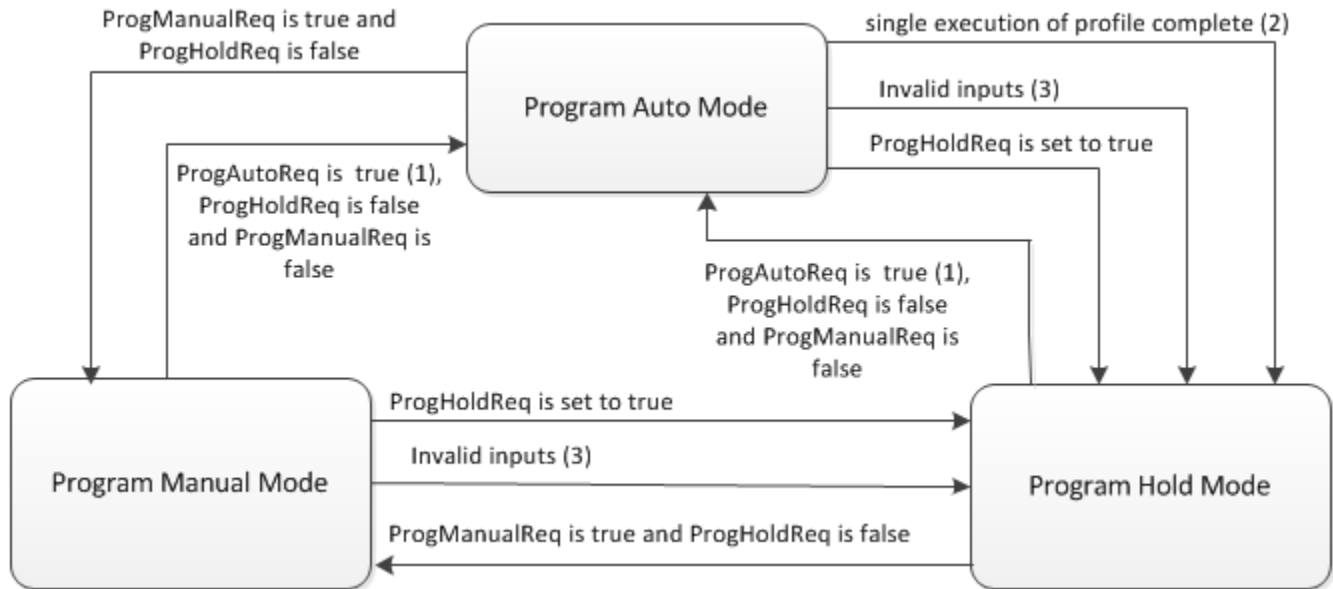 ProgManualReq is true and
ProgHoldReq is false
single execution of profile complete (2)
Program Auto Mode
Invalid inputs (3)
ProgHoldReq is set to true
ProgAutoReq is true (1),
ProgHoldReq is false
and ProgManualReq is
false
ProgAutoReq is true (1),
ProgHoldReq is false
and ProgManualReq is
false
ProgHoldReq is set to true
Invalid inputs (3)
Program Manual Mode
Program Hold Mode
ProgManualReq is true and ProgHoldReq is false